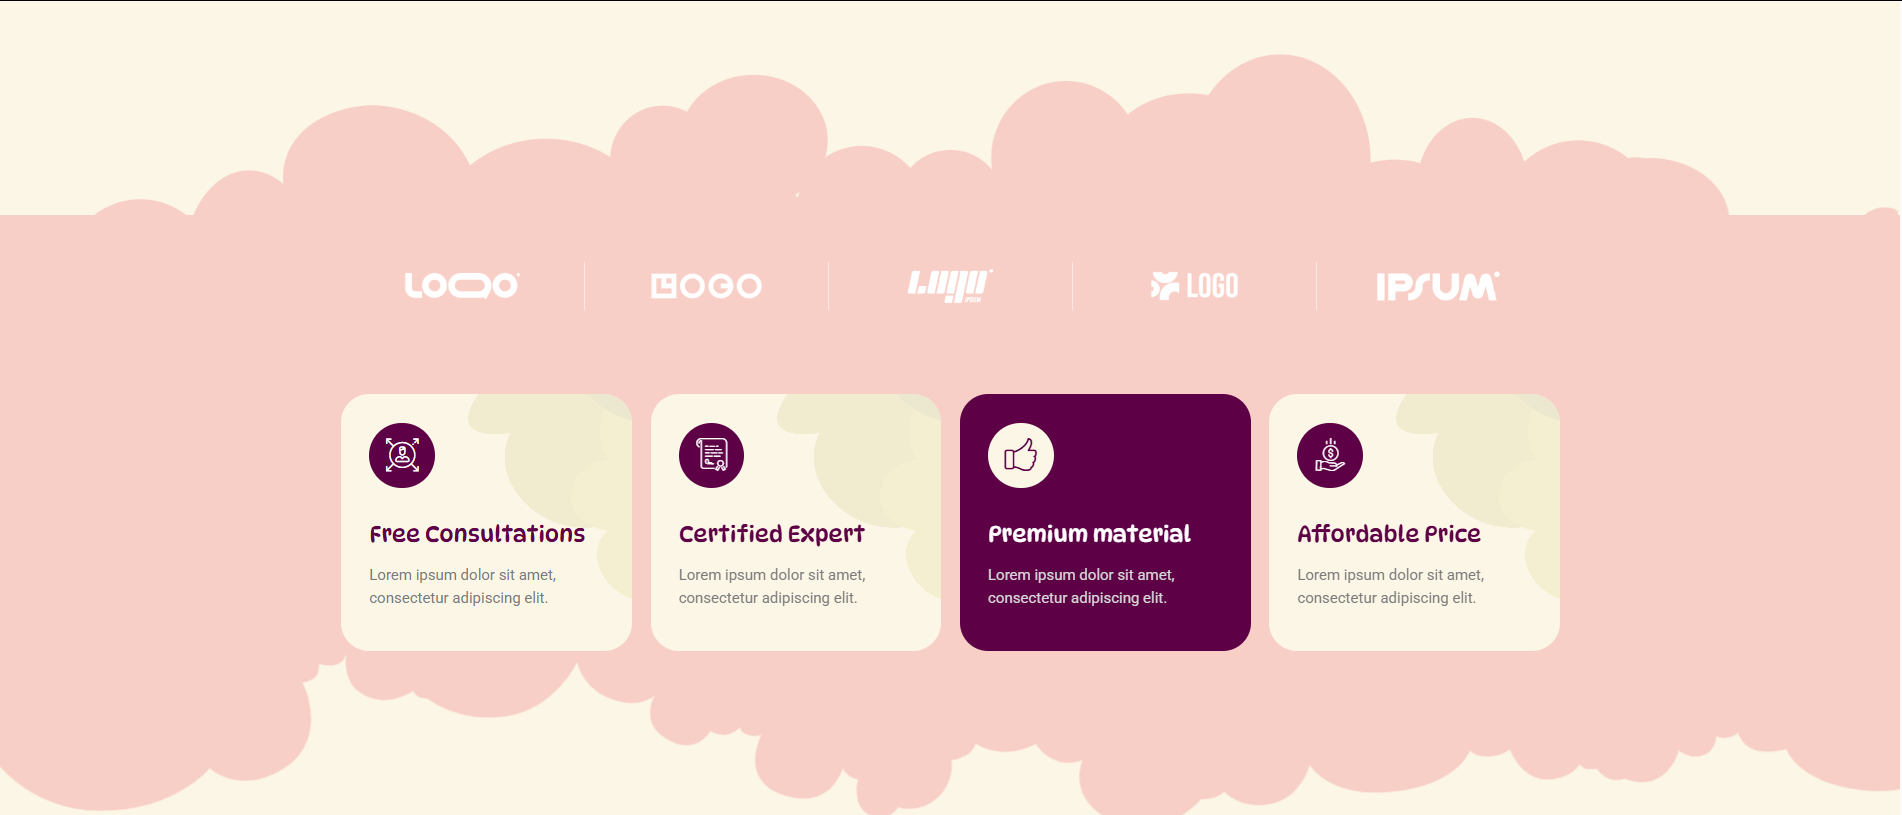 LOGO
LOGO
LOGO
IPSUM
Free Consultations
Lorem ipsum dolor sit amet,
consectetur adipiscing elit.
Certified Expert
Lorem ipsum dolor sit amet,
consectetur adipiscing elit.
Premium material
Lorem ipsum dolor sit amet,
consectetur adipiscing elit.
Affordable Price
Lorem ipsum dolor sit amet,
consectetur adipiscing elit.